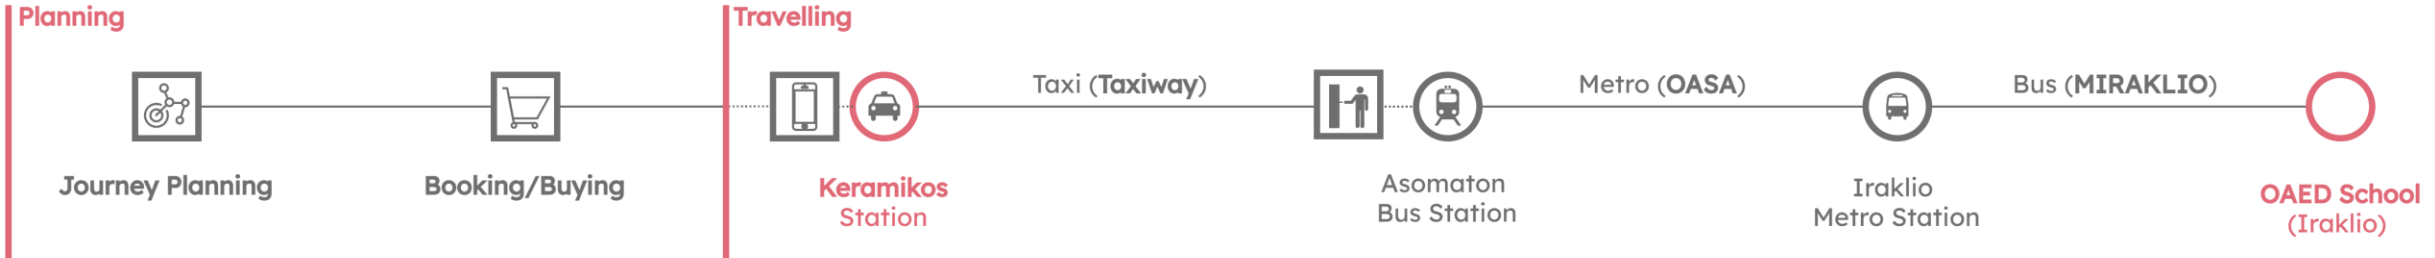 Planning
Travelling
Taxi (Taxiway)
Metro (OASA)
Bus (MIRAKLIO)
Journey Planning
Booking/Buying
Keramikos
Station
Asomaton
Bus Station
Iraklio
Metro Station
OAED School
(Iraklio)